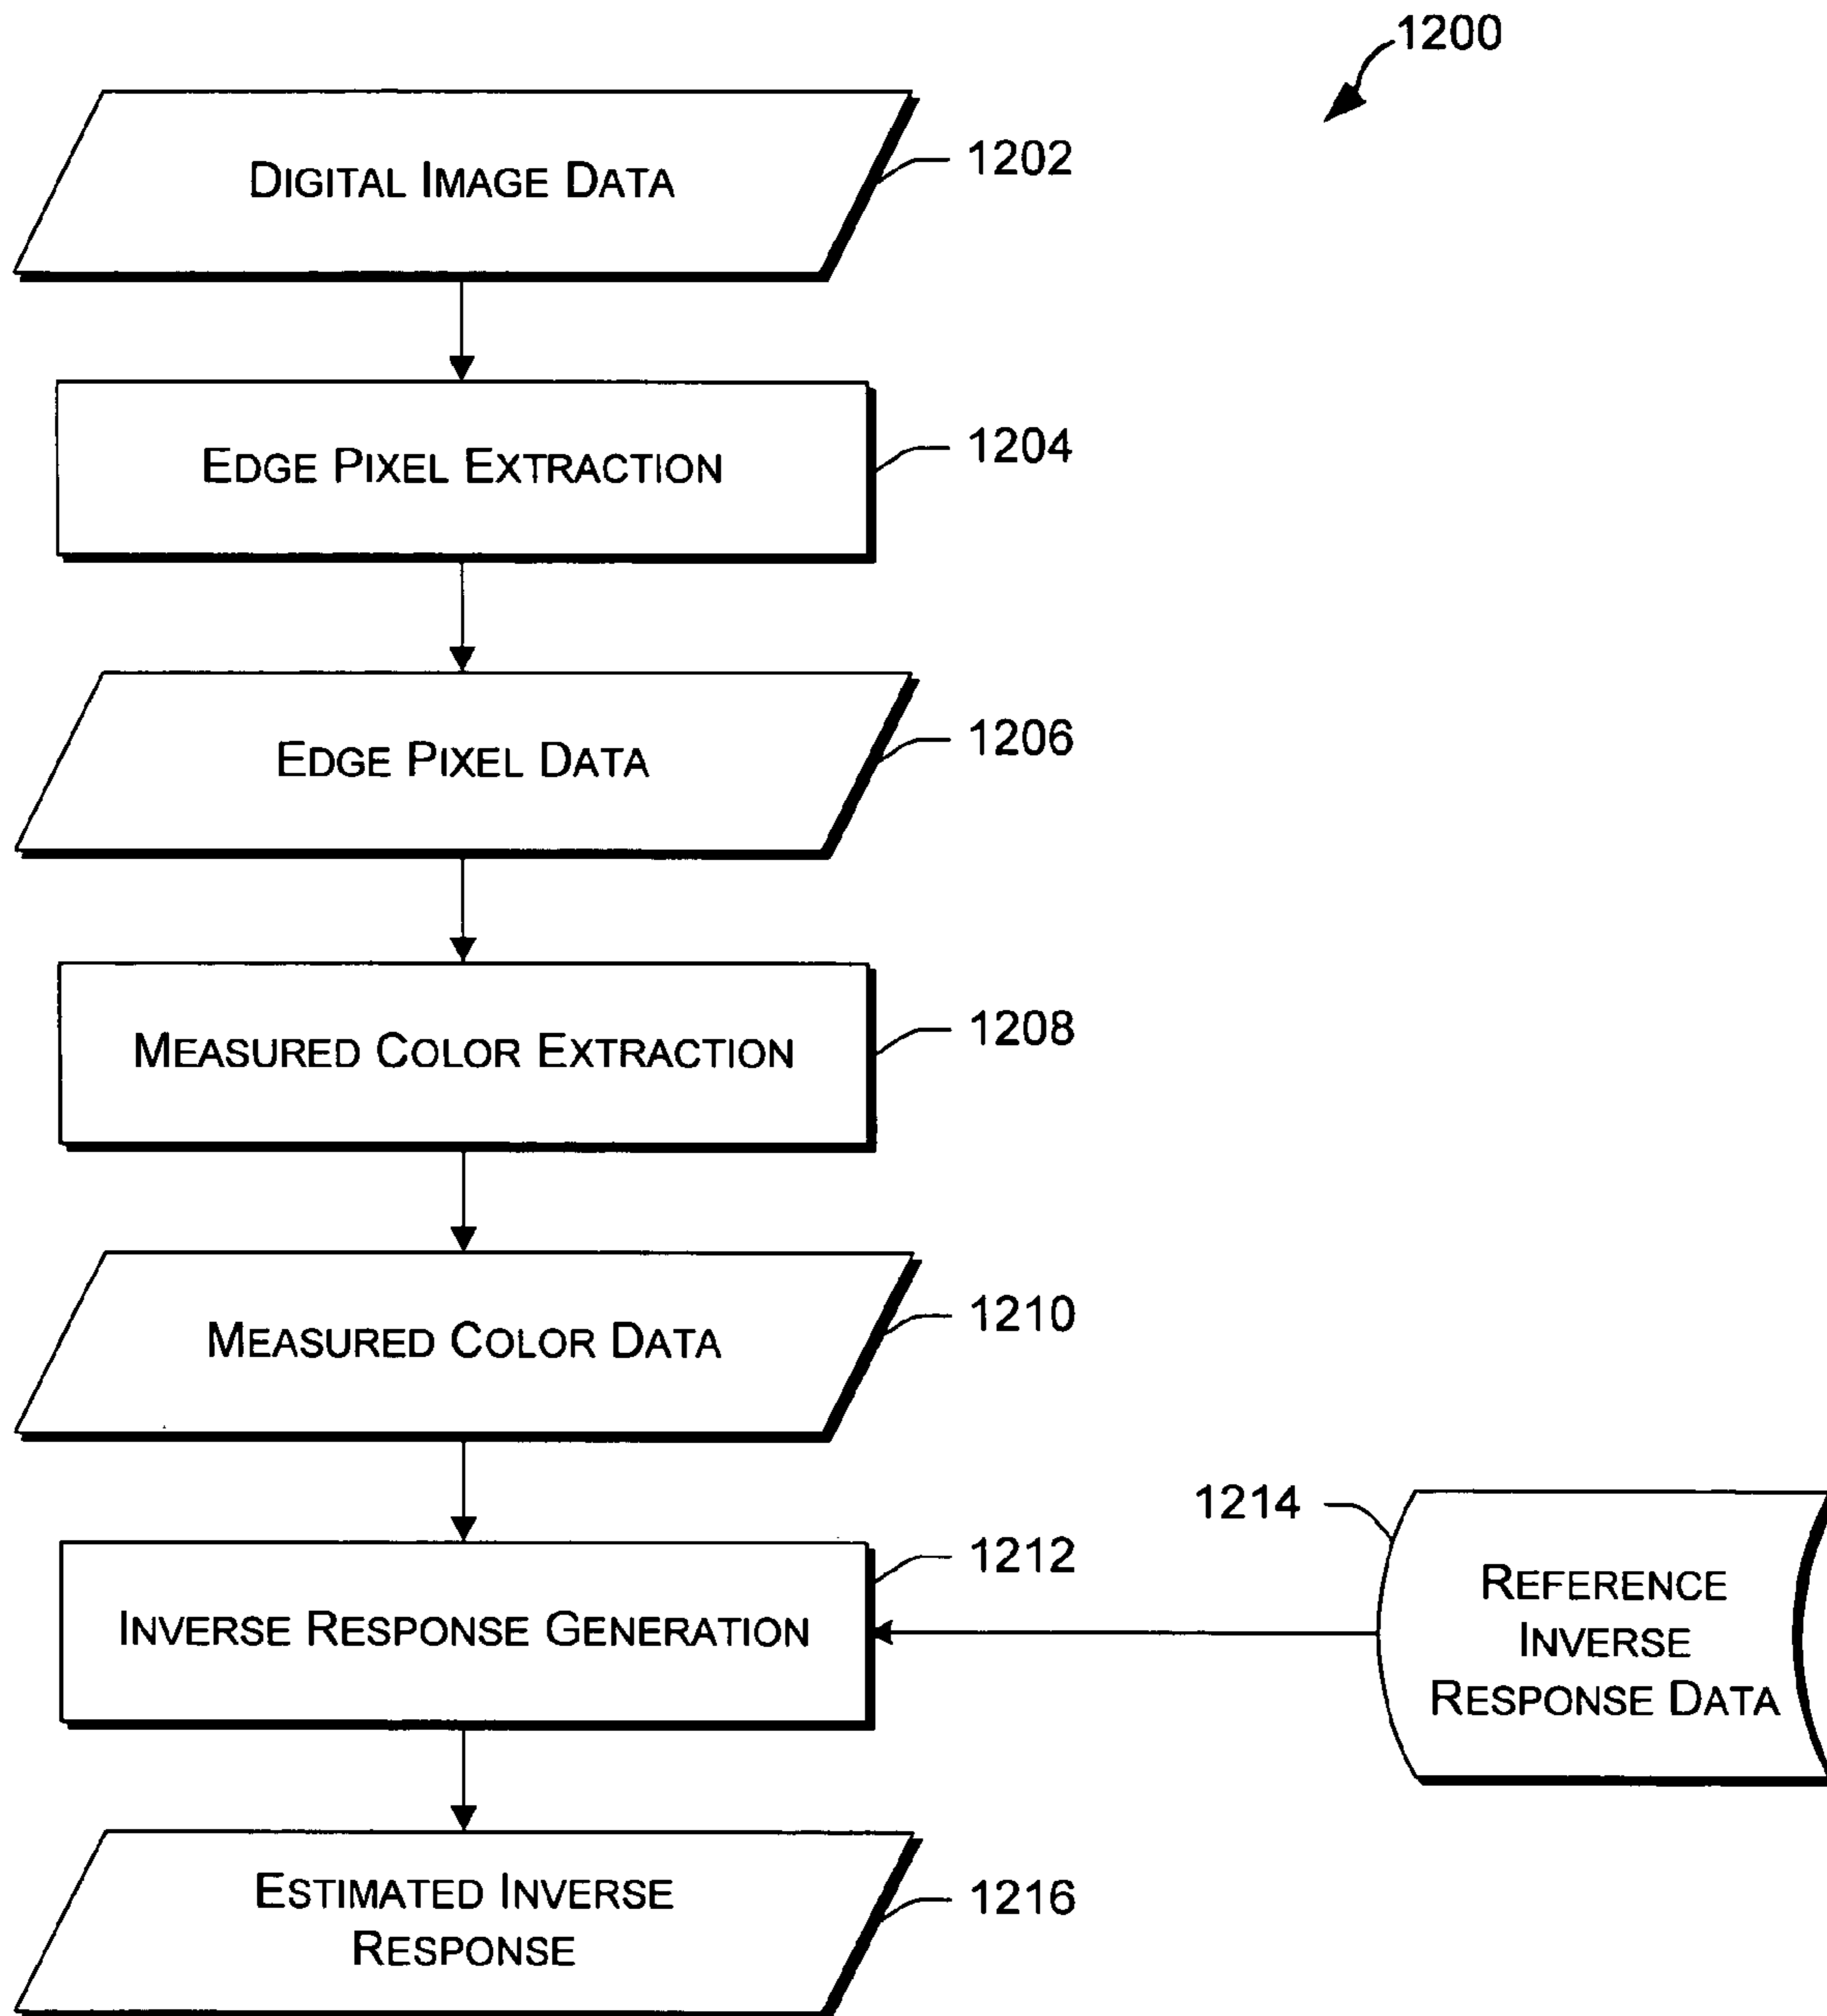 1200
DIGITAL IMAGE DATA
1202
EDGE PIXEL EXTRACTION
1204
EDGE PIXEL DATA
1206
MEASURED COLOR EXTRACTION
1208
MEASURED COLOR DATA
1210
INVERSE RESPONSE GENERATION
1212
1214
REFERENCE
INVERSE
RESPONSE DATA
ESTIMATED INVERSE
RESPONSE
1216